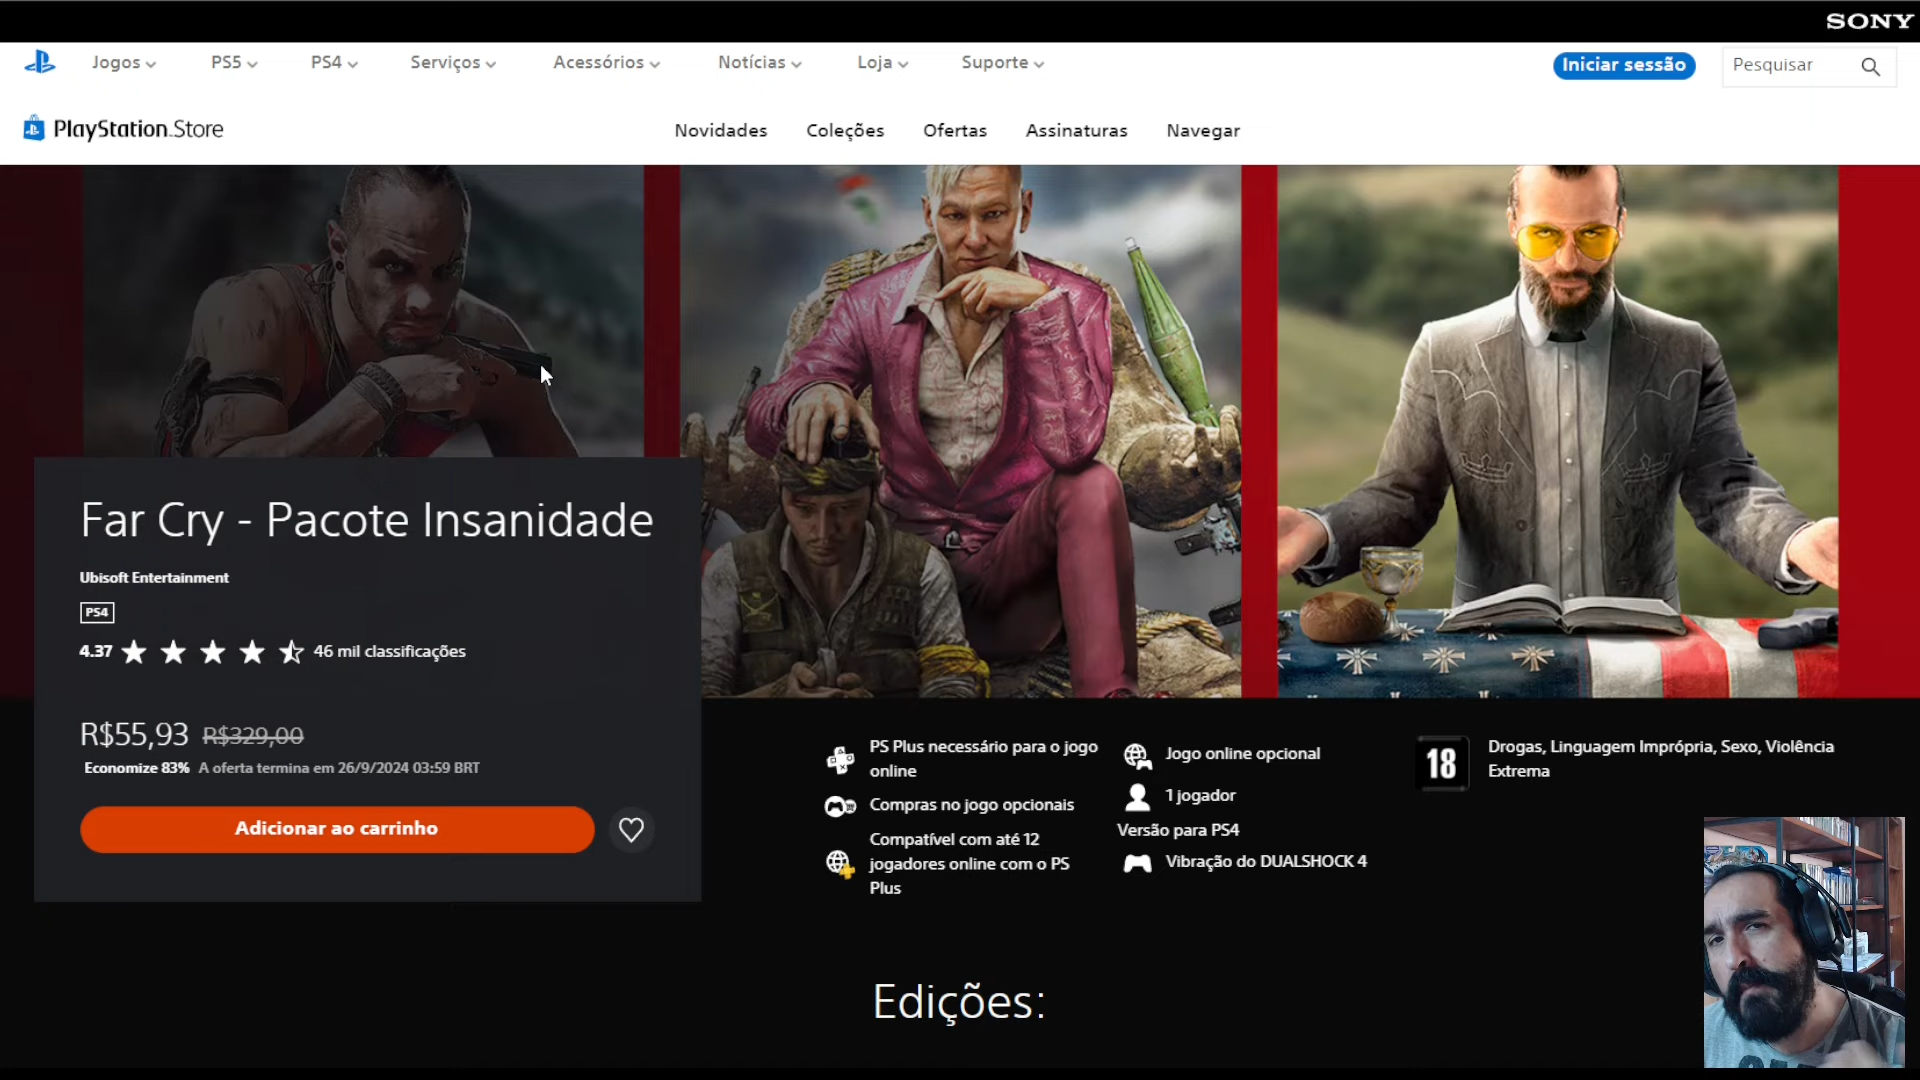 SONY
Jogos
PS5
PS4
Serviços
Acessórios
Notícias
Loja
Suporte
Iniciar sessão
Pesquisar
PlayStation.Store
Novidades
Coleções
Ofertas
Assinaturas
Navegar
Far Cry - Pacote Insanidade
Ubisoft Entertainment
PS4
4.37
46 mil classificações
R$55,93 R$329,00
Economize 83% A oferta termina em 26/9/2024 03:59 BRT
Adicionar ao carrinho
PS Plus necessário para o jogo
online
Compras no jogo opcionais
Compatível com até 12
jogadores online com o PS
Plus
Jogo online opcional
1 jogador
Versão para PS4
Vibração do DUALSHOCK 4
18
Drogas, Linguagem Imprópria, Sexo, Violência
Extrema
Edições: